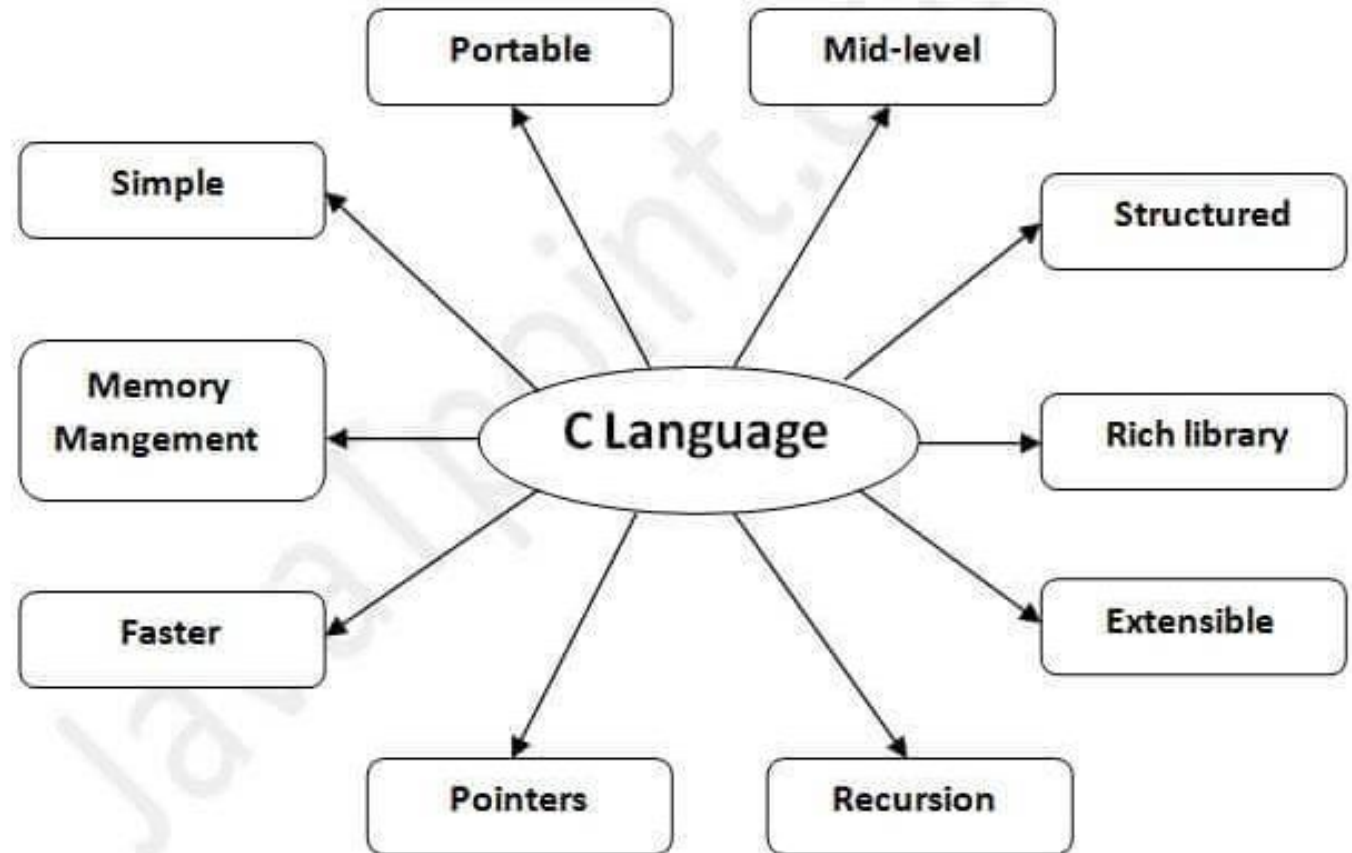 Portable
Mid-level
Simple
Structured
Memory
Mangement
C Language
Rich library
Faster
Extensible
Pointers
Recursion